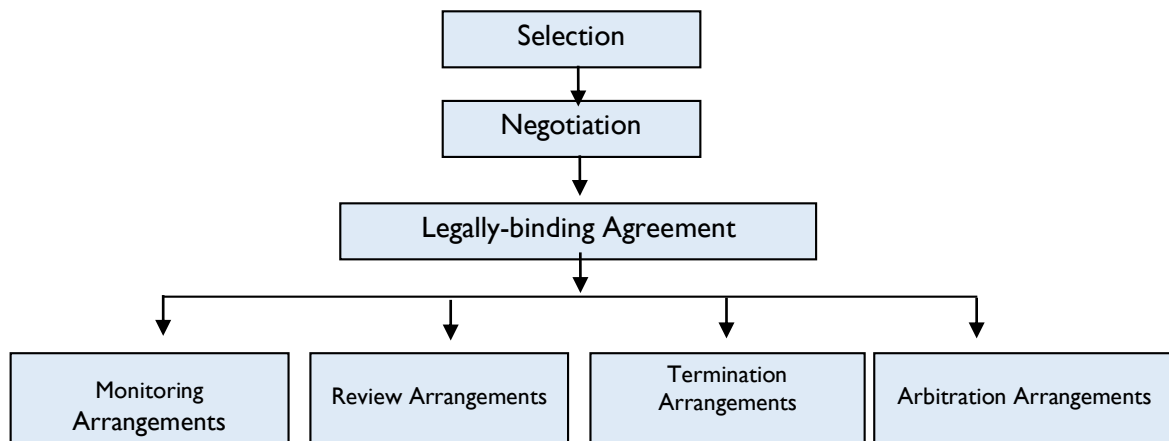 Selection
Negotiation
Legally-binding Agreement
Monitoring
Arrangements
Review Arrangements
Termination
Arrangements
Arbitration Arrangements